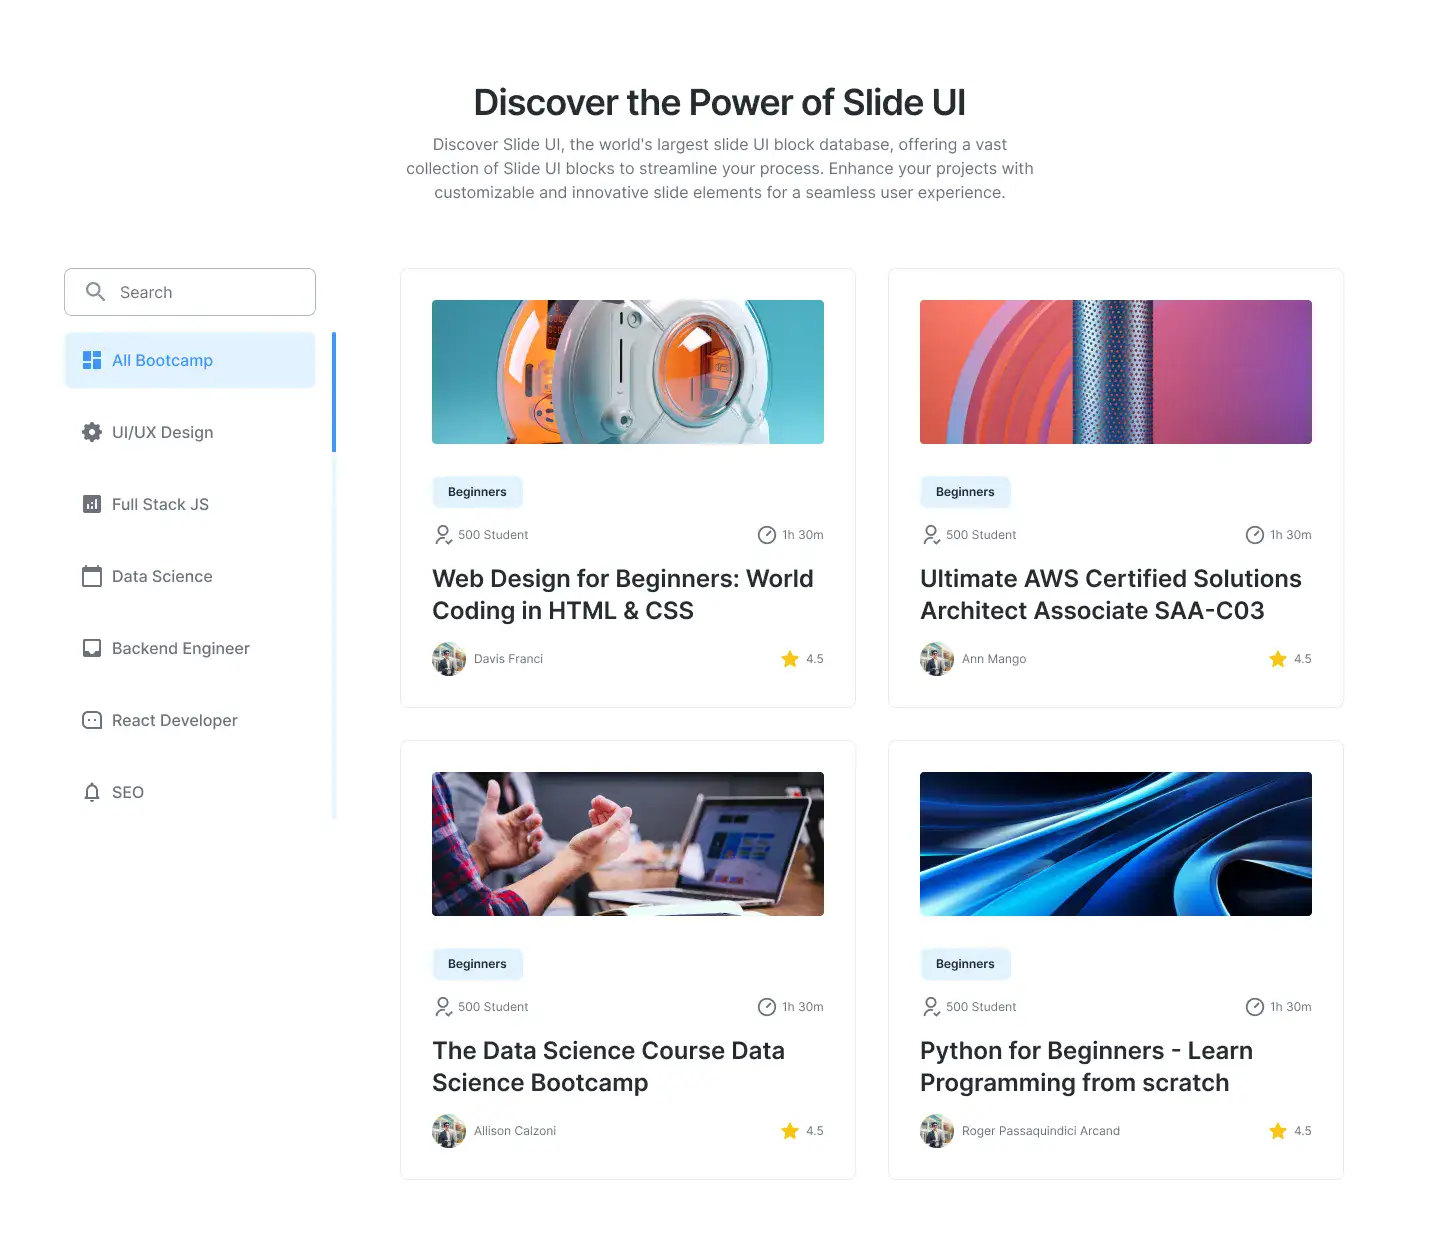 Discover the Power of Slide UI
Discover Slide UI, the world's largest slide UI block database, offering a vast
collection of Slide UI blocks to streamline your process. Enhance your projects with
customizable and innovative slide elements for a seamless user experience.
Search
All Bootcamp
UI/UX Design
Full Stack JS
Data Science
Backend Engineer
React Developer
SEO
Beginners
500 Student
1h 30m
Web Design for Beginners: World
Coding in HTML & CSS
Davis Franci
4.5
Beginners
500 Student
1h 30m
Ultimate AWS Certified Solutions
Architect Associate SAA-C03
Ann Mango
4.5
Beginners
500 Student
1h 30m
The Data Science Course Data
Science Bootcamp
Allison Calzoni
4.5
Beginners
500 Student
1h 30m
Python for Beginners - Learn
Programming from scratch
Roger Passaquindici Arcand
4.5